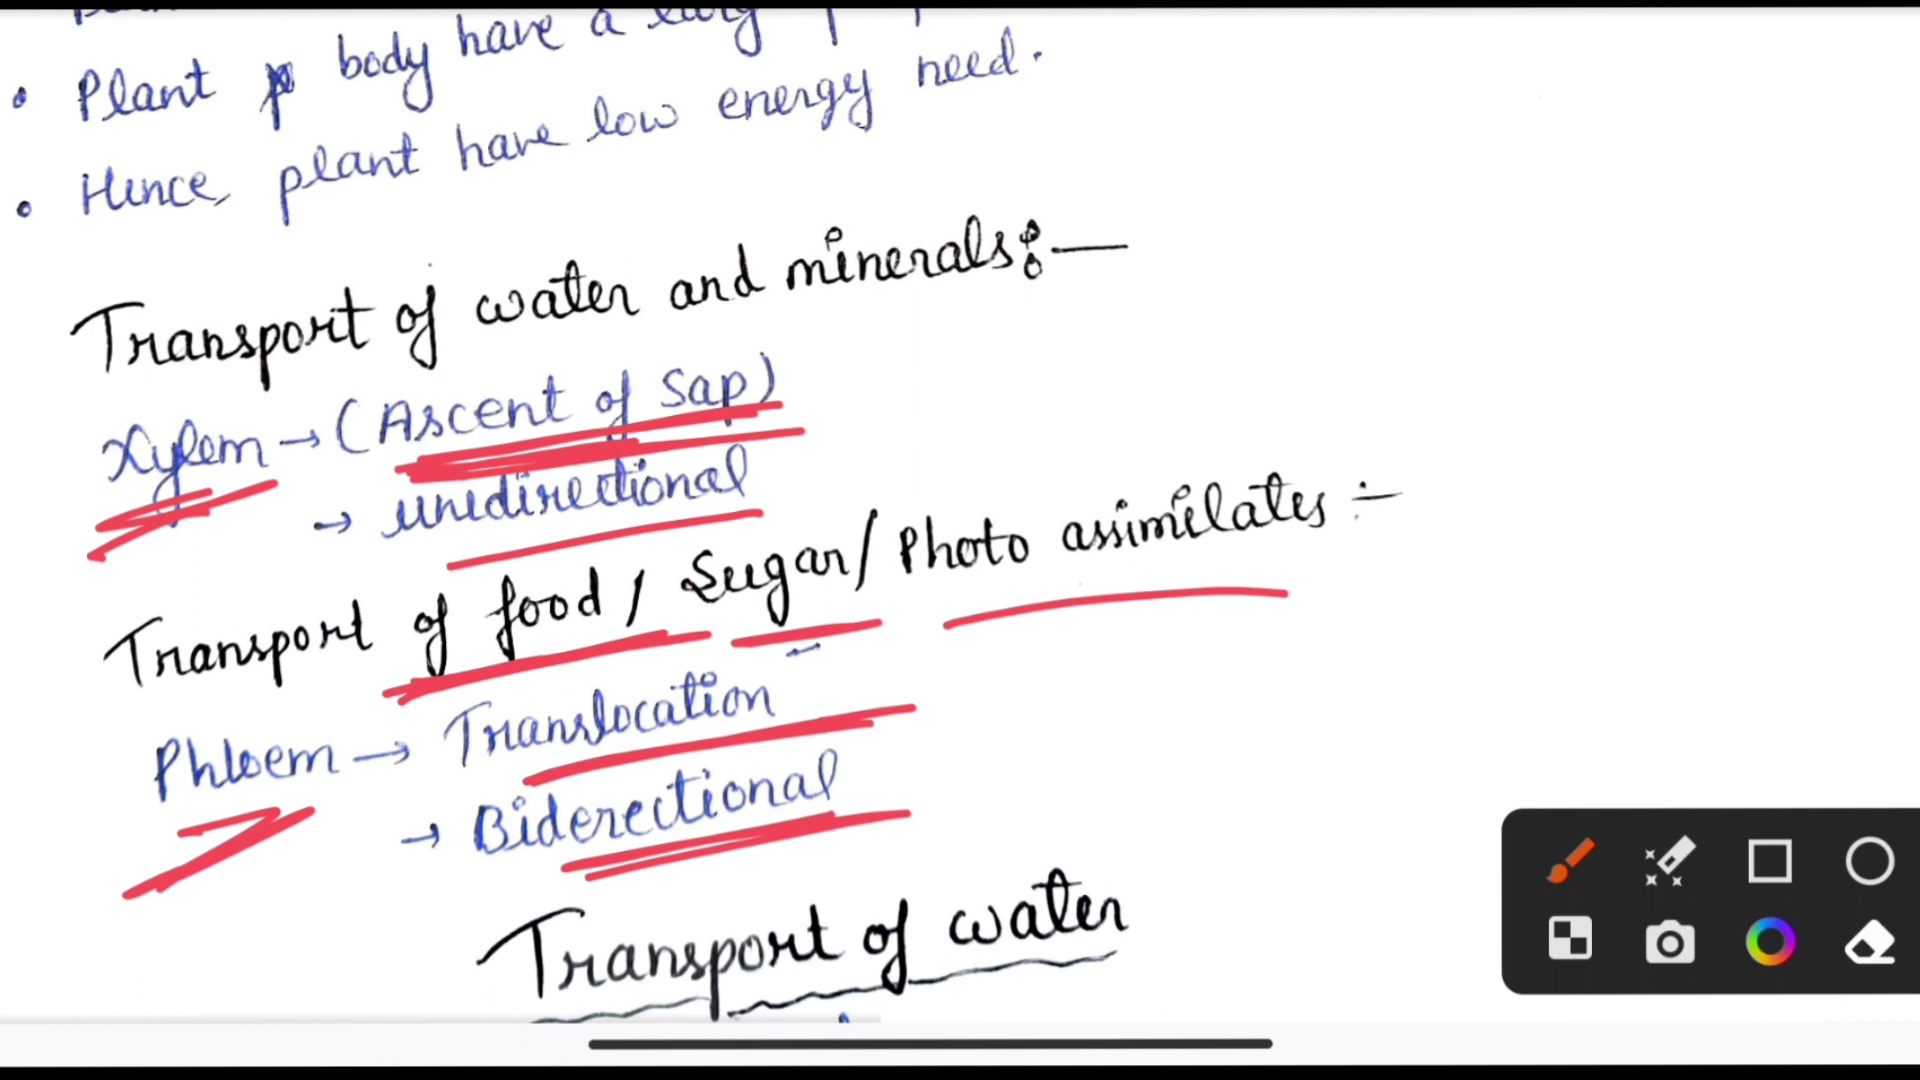 • Plant body have a
• Hence, plant have low energy need.
Transport of water and minerals:—
Xylem → (Ascent of Sap)
→ unidirectional
Transport of food / Sugar / Photo assimilates :-
Phloem → Translocation
→ Biderectional
Transport of water